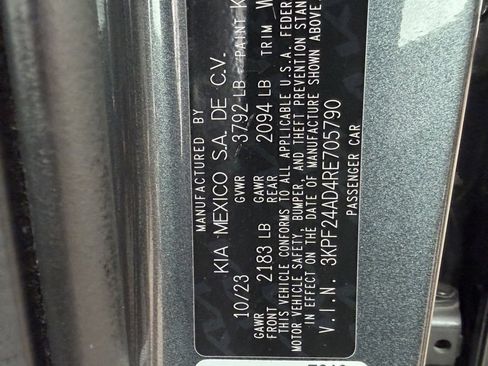 MANUFACTURED BY
KIA MEXICO S.A. DE C.V.
10/23 GVWR 3792 LB PAINT K
GAWR FRONT 2183 LB GAWR REAR 2094 LB TRIM W
THIS VEHICLE CONFORMS TO ALL APPLICABLE U.S.A. FEDER
MOTOR VEHICLE SAFETY, BUMPER, AND THEFT PREVENTION STAN
IN EFFECT ON THE DATE OF MANUFACTURE SHOWN ABOVE.
V.I.N. 3KPF24AD4RE705790
PASSENGER CAR